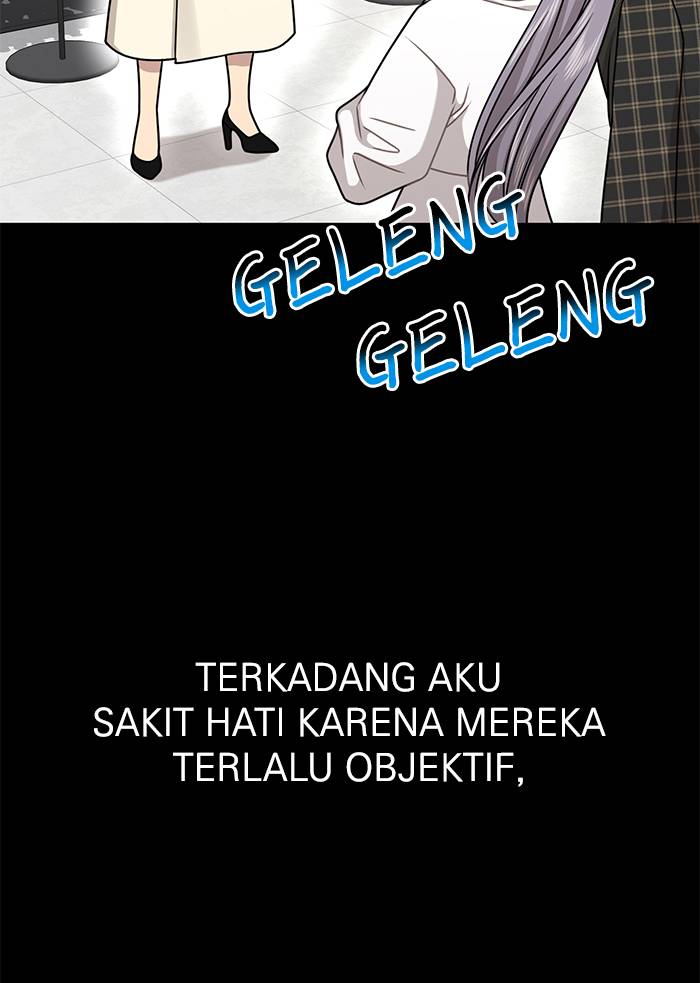 GELENG
GELENG
TERKADANG AKU
SAKIT HATI KARENA MEREKA
TERLALU OBJEKTIF,